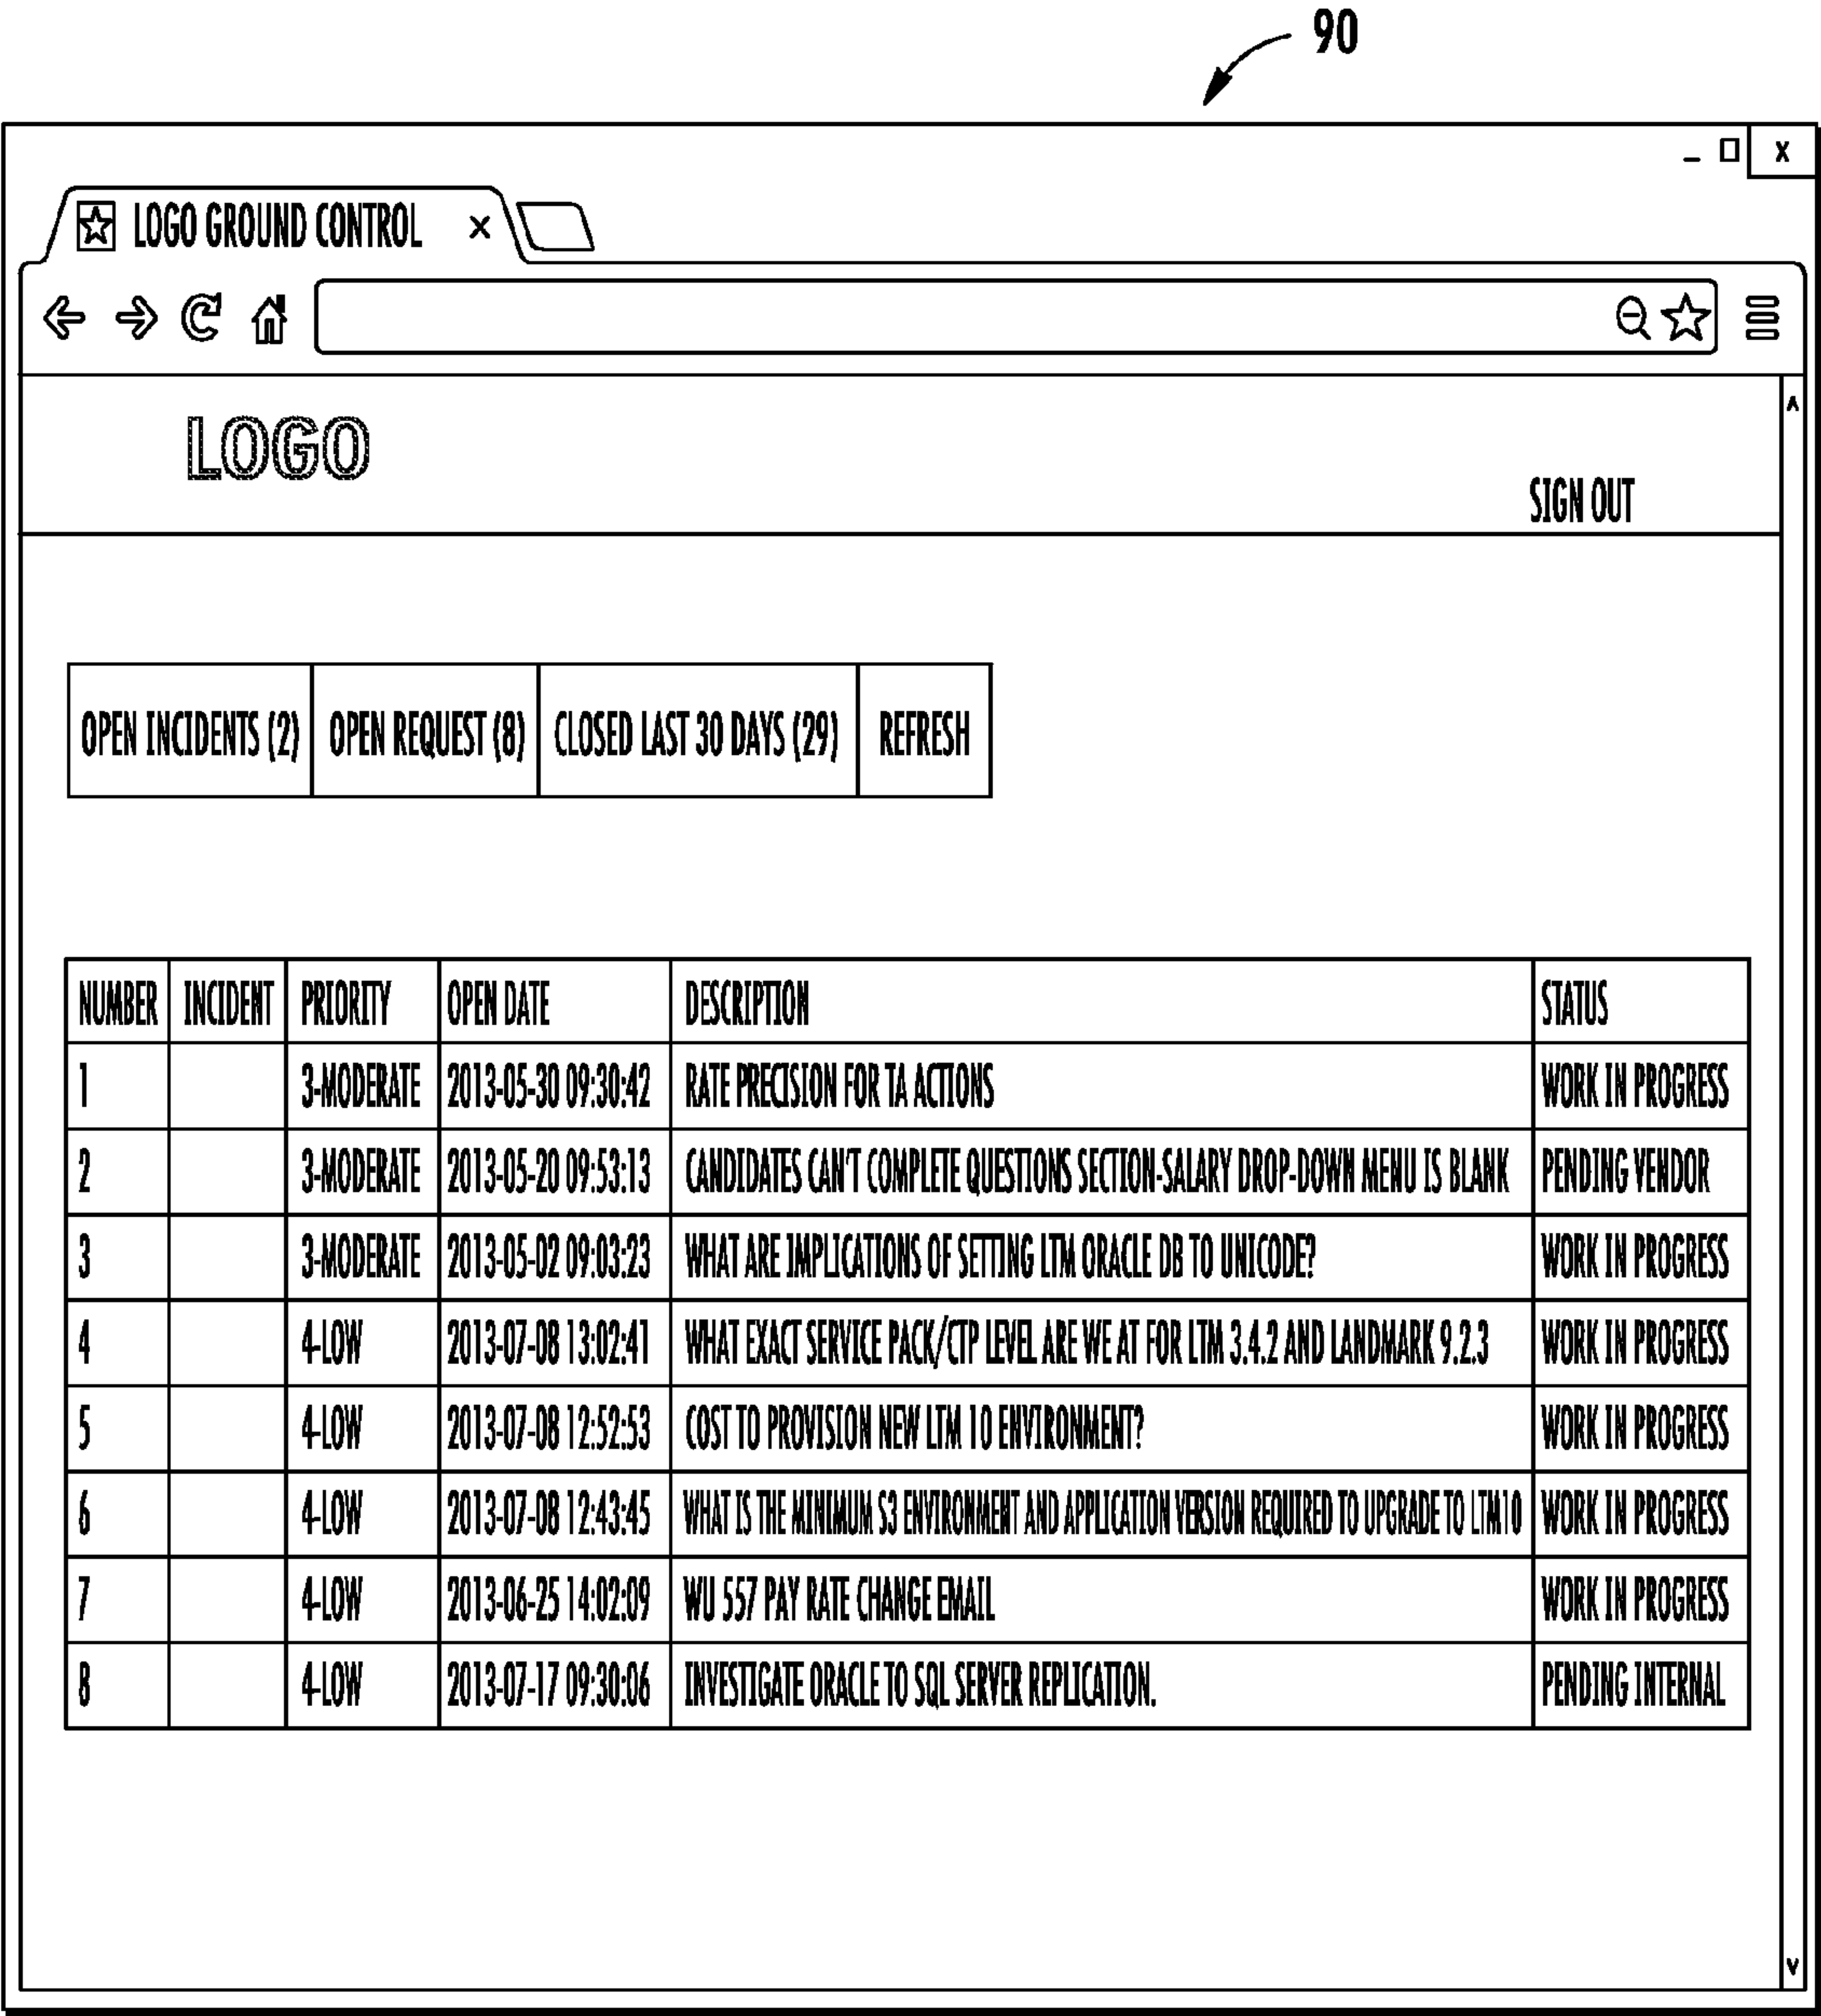 90
_ □ X
LOGO GROUND CONTROL ×
LOGO
SIGN OUT
OPEN INCIDENTS (2) OPEN REQUEST (8) CLOSED LAST 30 DAYS (29) REFRESH
NUMBER INCIDENT PRIORITY OPEN DATE DESCRIPTION STATUS
1 3-MODERATE 2013-05-30 09:30:42 RATE PRECISION FOR TA ACTIONS WORK IN PROGRESS
2 3-MODERATE 2013-05-20 09:53:13 CANDIDATES CAN'T COMPLETE QUESTIONS SECTION-SALARY DROP-DOWN MENU IS BLANK PENDING VENDOR
3 3-MODERATE 2013-05-02 09:03:23 WHAT ARE IMPLICATIONS OF SETTING LTM ORACLE DB TO UNICODE? WORK IN PROGRESS
4 4-LOW 2013-07-08 13:02:41 WHAT EXACT SERVICE PACK/CTP LEVEL ARE WE AT FOR LTM 3.4.2 AND LANDMARK 9.2.3 WORK IN PROGRESS
5 4-LOW 2013-07-08 12:52:53 COST TO PROVISION NEW LTM 10 ENVIRONMENT? WORK IN PROGRESS
6 4-LOW 2013-07-08 12:43:45 WHAT IS THE MINIMUM S3 ENVIRONMENT AND APPLICATION VERSION REQUIRED TO UPGRADE TO LTM10 WORK IN PROGRESS
7 4-LOW 2013-06-25 14:02:09 WU 557 PAY RATE CHANGE EMAIL WORK IN PROGRESS
8 4-LOW 2013-07-17 09:30:06 INVESTIGATE ORACLE TO SQL SERVER REPLICATION. PENDING INTERNAL